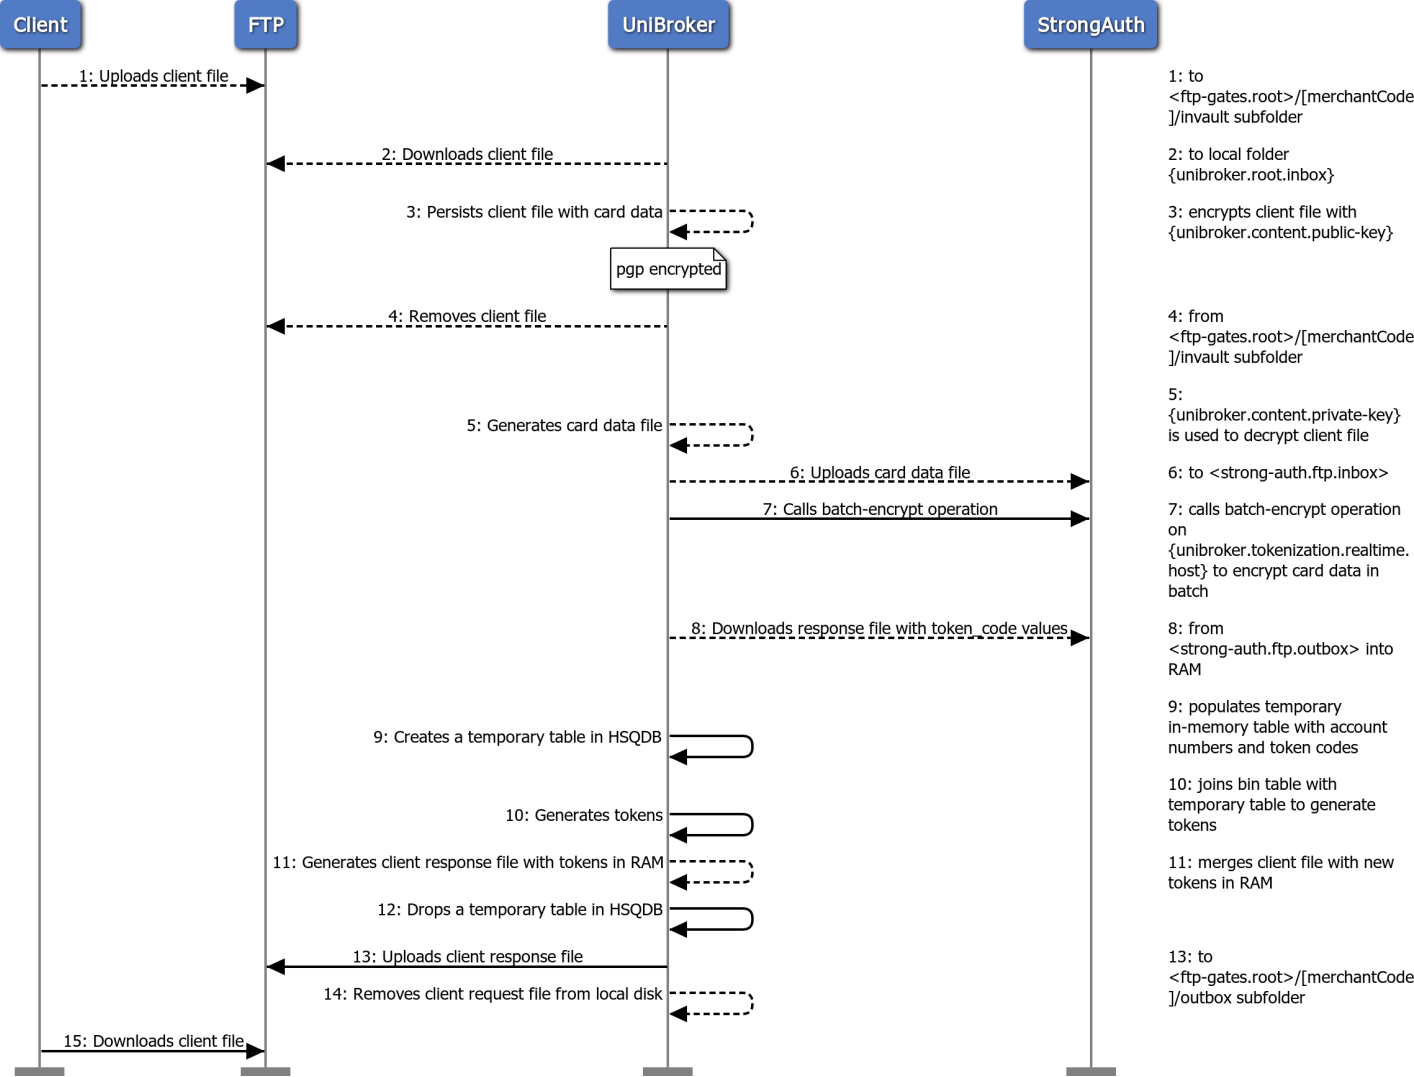 Client
FTP
UniBroker
StrongAuth
1: Uploads client file
1: to
<ftp-gates.root>/[merchantCode
]/invault subfolder
2: Downloads client file
2: to local folder
{unibroker.root.inbox}
3: Persists client file with card data
3: encrypts client file with
{unibroker.content.public-key}
pgp encrypted
4: Removes client file
4: from
<ftp-gates.root>/[merchantCode
]/invault subfolder
5: Generates card data file
5:
{unibroker.content.private-key}
is used to decrypt client file
6: Uploads card data file
6: to <strong-auth.ftp.inbox>
7: Calls batch-encrypt operation
7: calls batch-encrypt operation
on
{unibroker.tokenization.realtime.
host} to encrypt card data in
batch
8: Downloads response file with token_code values
8: from
<strong-auth.ftp.outbox> into
RAM
9: Creates a temporary table in HSQDB
9: populates temporary
in-memory table with account
numbers and token codes
10: Generates tokens
10: joins bin table with
temporary table to generate
tokens
11: Generates client response file with tokens in RAM
11: merges client file with new
tokens in RAM
12: Drops a temporary table in HSQDB
13: Uploads client response file
13: to
<ftp-gates.root>/[merchantCode
]/outbox subfolder
14: Removes client request file from local disk
15: Downloads client file